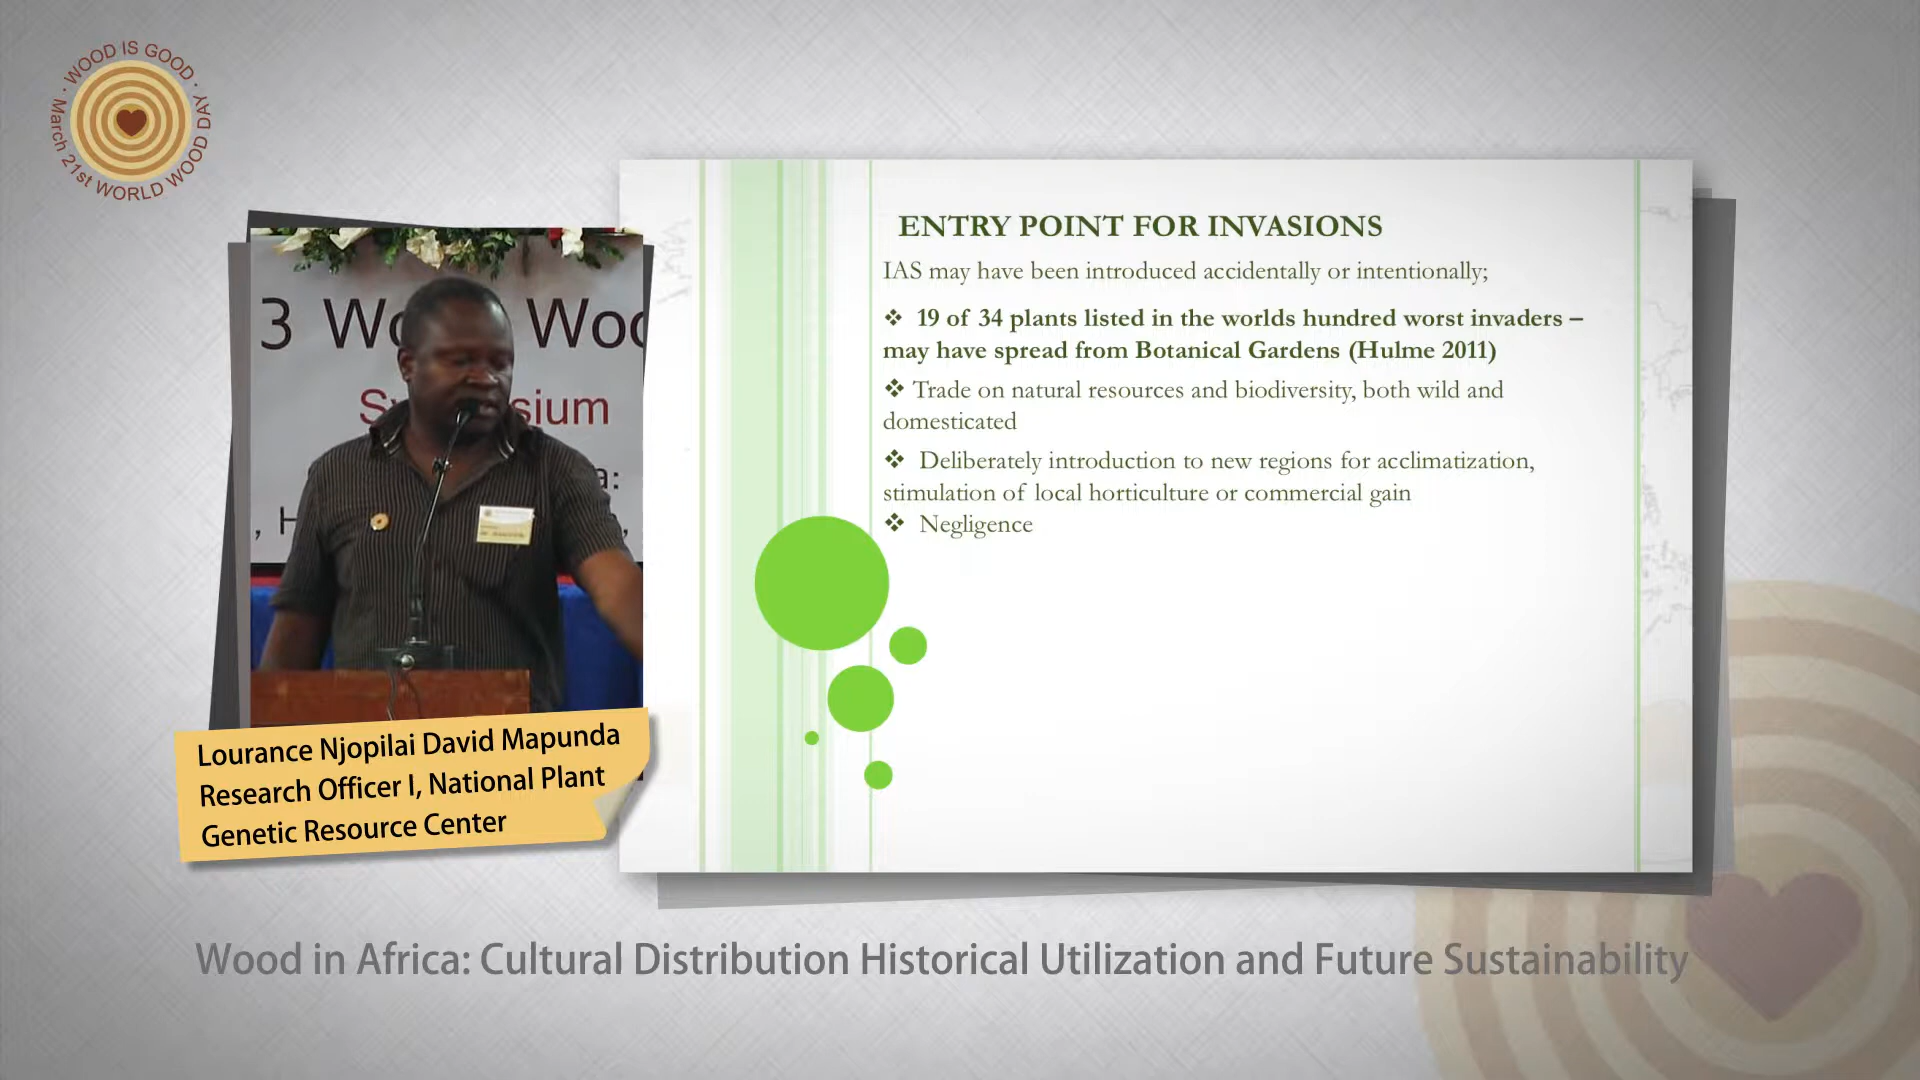 · WOOD IS GOOD ·
March 21st WORLD WOOD DAY
3 Wo Woo
Sy sium
a:
, H ,
Lourance Njopilai David Mapunda
Research Officer I, National Plant
Genetic Resource Center
ENTRY POINT FOR INVASIONS
IAS may have been introduced accidentally or intentionally;
❖ 19 of 34 plants listed in the worlds hundred worst invaders –
may have spread from Botanical Gardens (Hulme 2011)
❖ Trade on natural resources and biodiversity, both wild and
domesticated
❖ Deliberately introduction to new regions for acclimatization,
stimulation of local horticulture or commercial gain
❖ Negligence
Wood in Africa: Cultural Distribution Historical Utilization and Future Sustainability